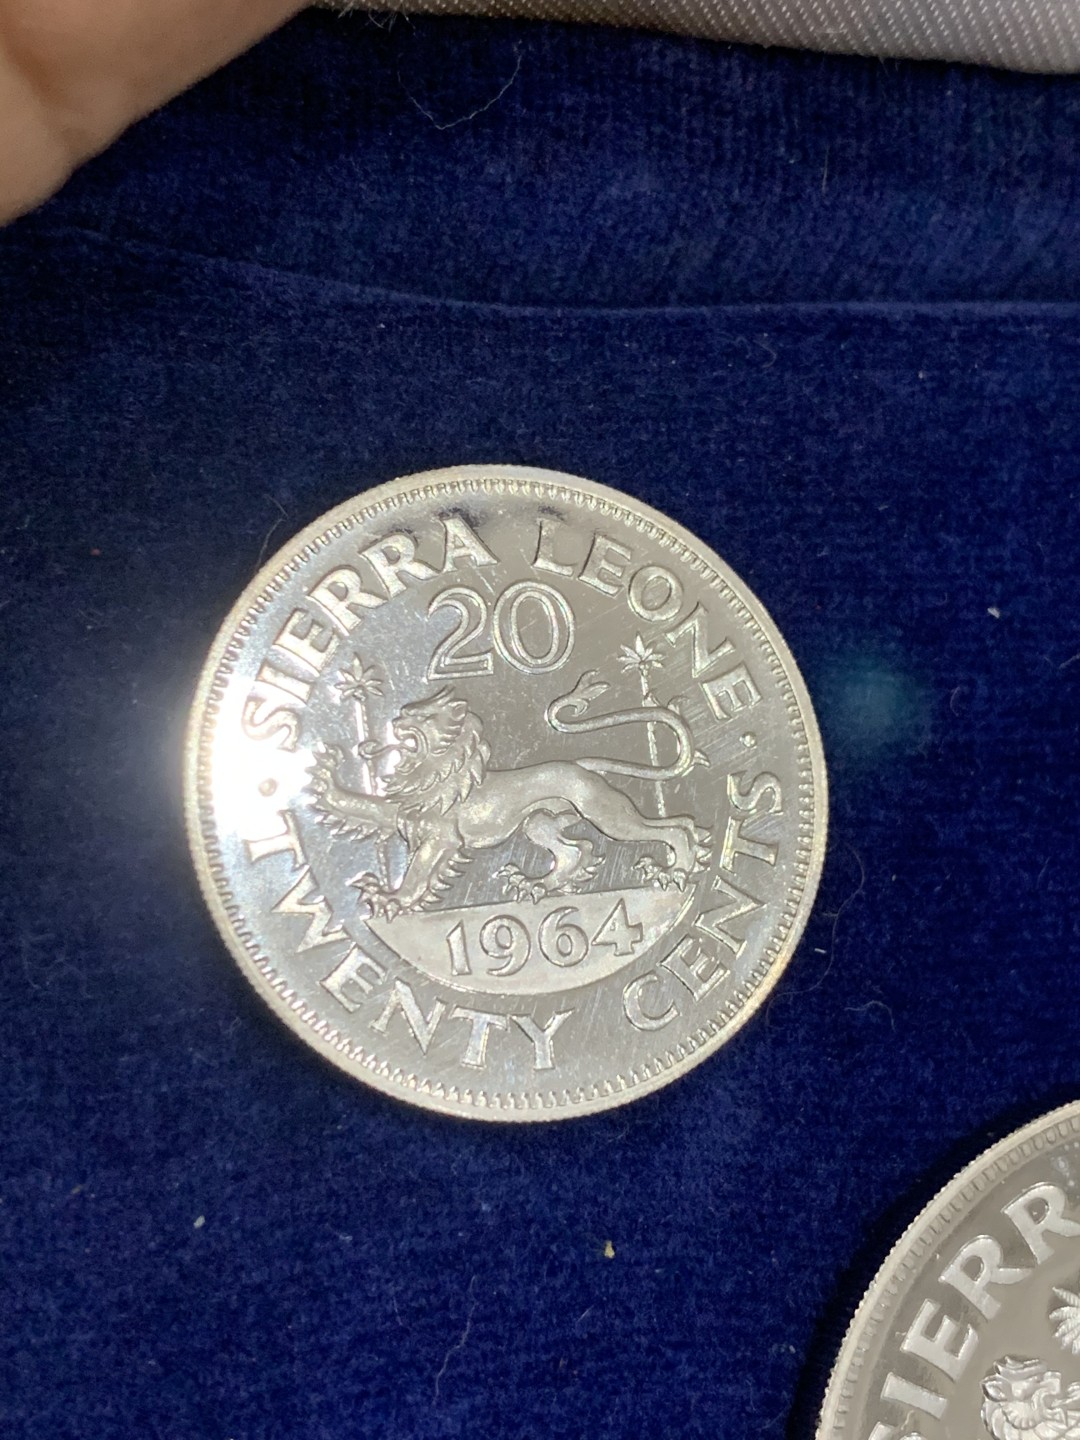 SIERRA LEONE
20
1964
· TWENTY CENTS ·
SIERR